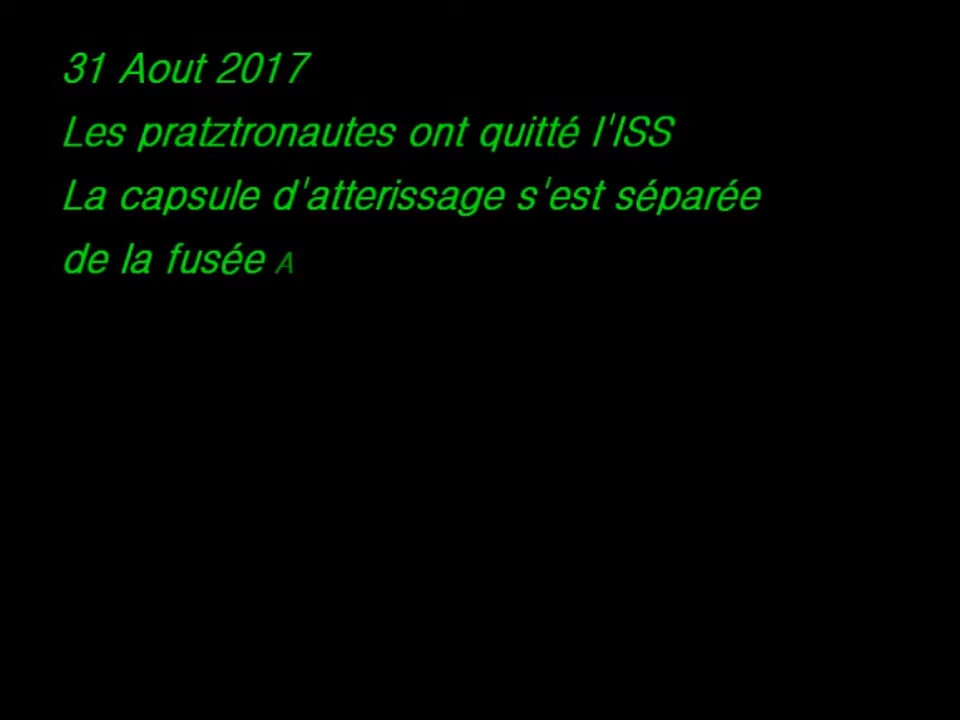 31 Aout 2017
Les pratztronautes ont quitté l'ISS
La capsule d'atterissage s'est séparée
de la fusée A